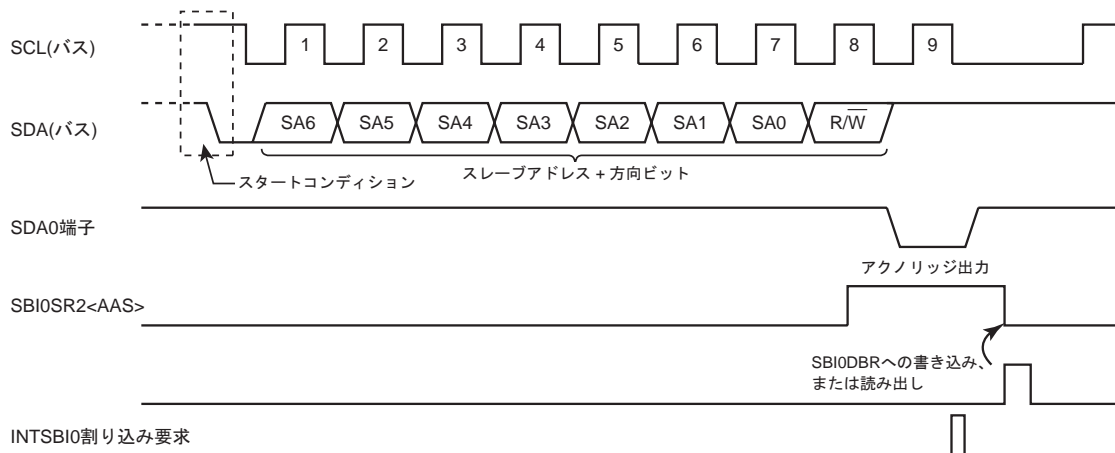 SCL(バス)
1 2 3 4 5 6 7 8 9
SDA(バス)
SA6 SA5 SA4 SA3 SA2 SA1 SA0 R/W̅
スタートコンディション
スレーブアドレス + 方向ビット
SDA0端子
アクノリッジ出力
SBI0SR2<AAS>
SBI0DBRへの書き込み、
または読み出し
INTSBI0割り込み要求